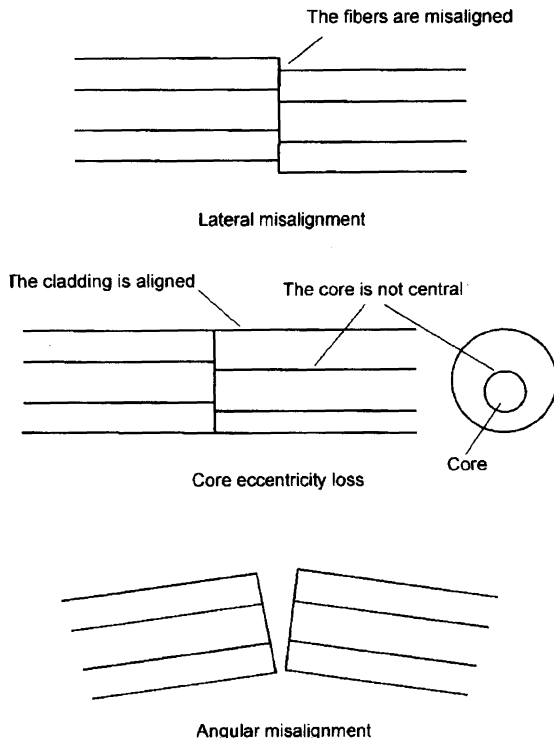 The fibers are misaligned
Lateral misalignment
The cladding is aligned
The core is not central
Core
Core eccentricity loss
Angular misalignment